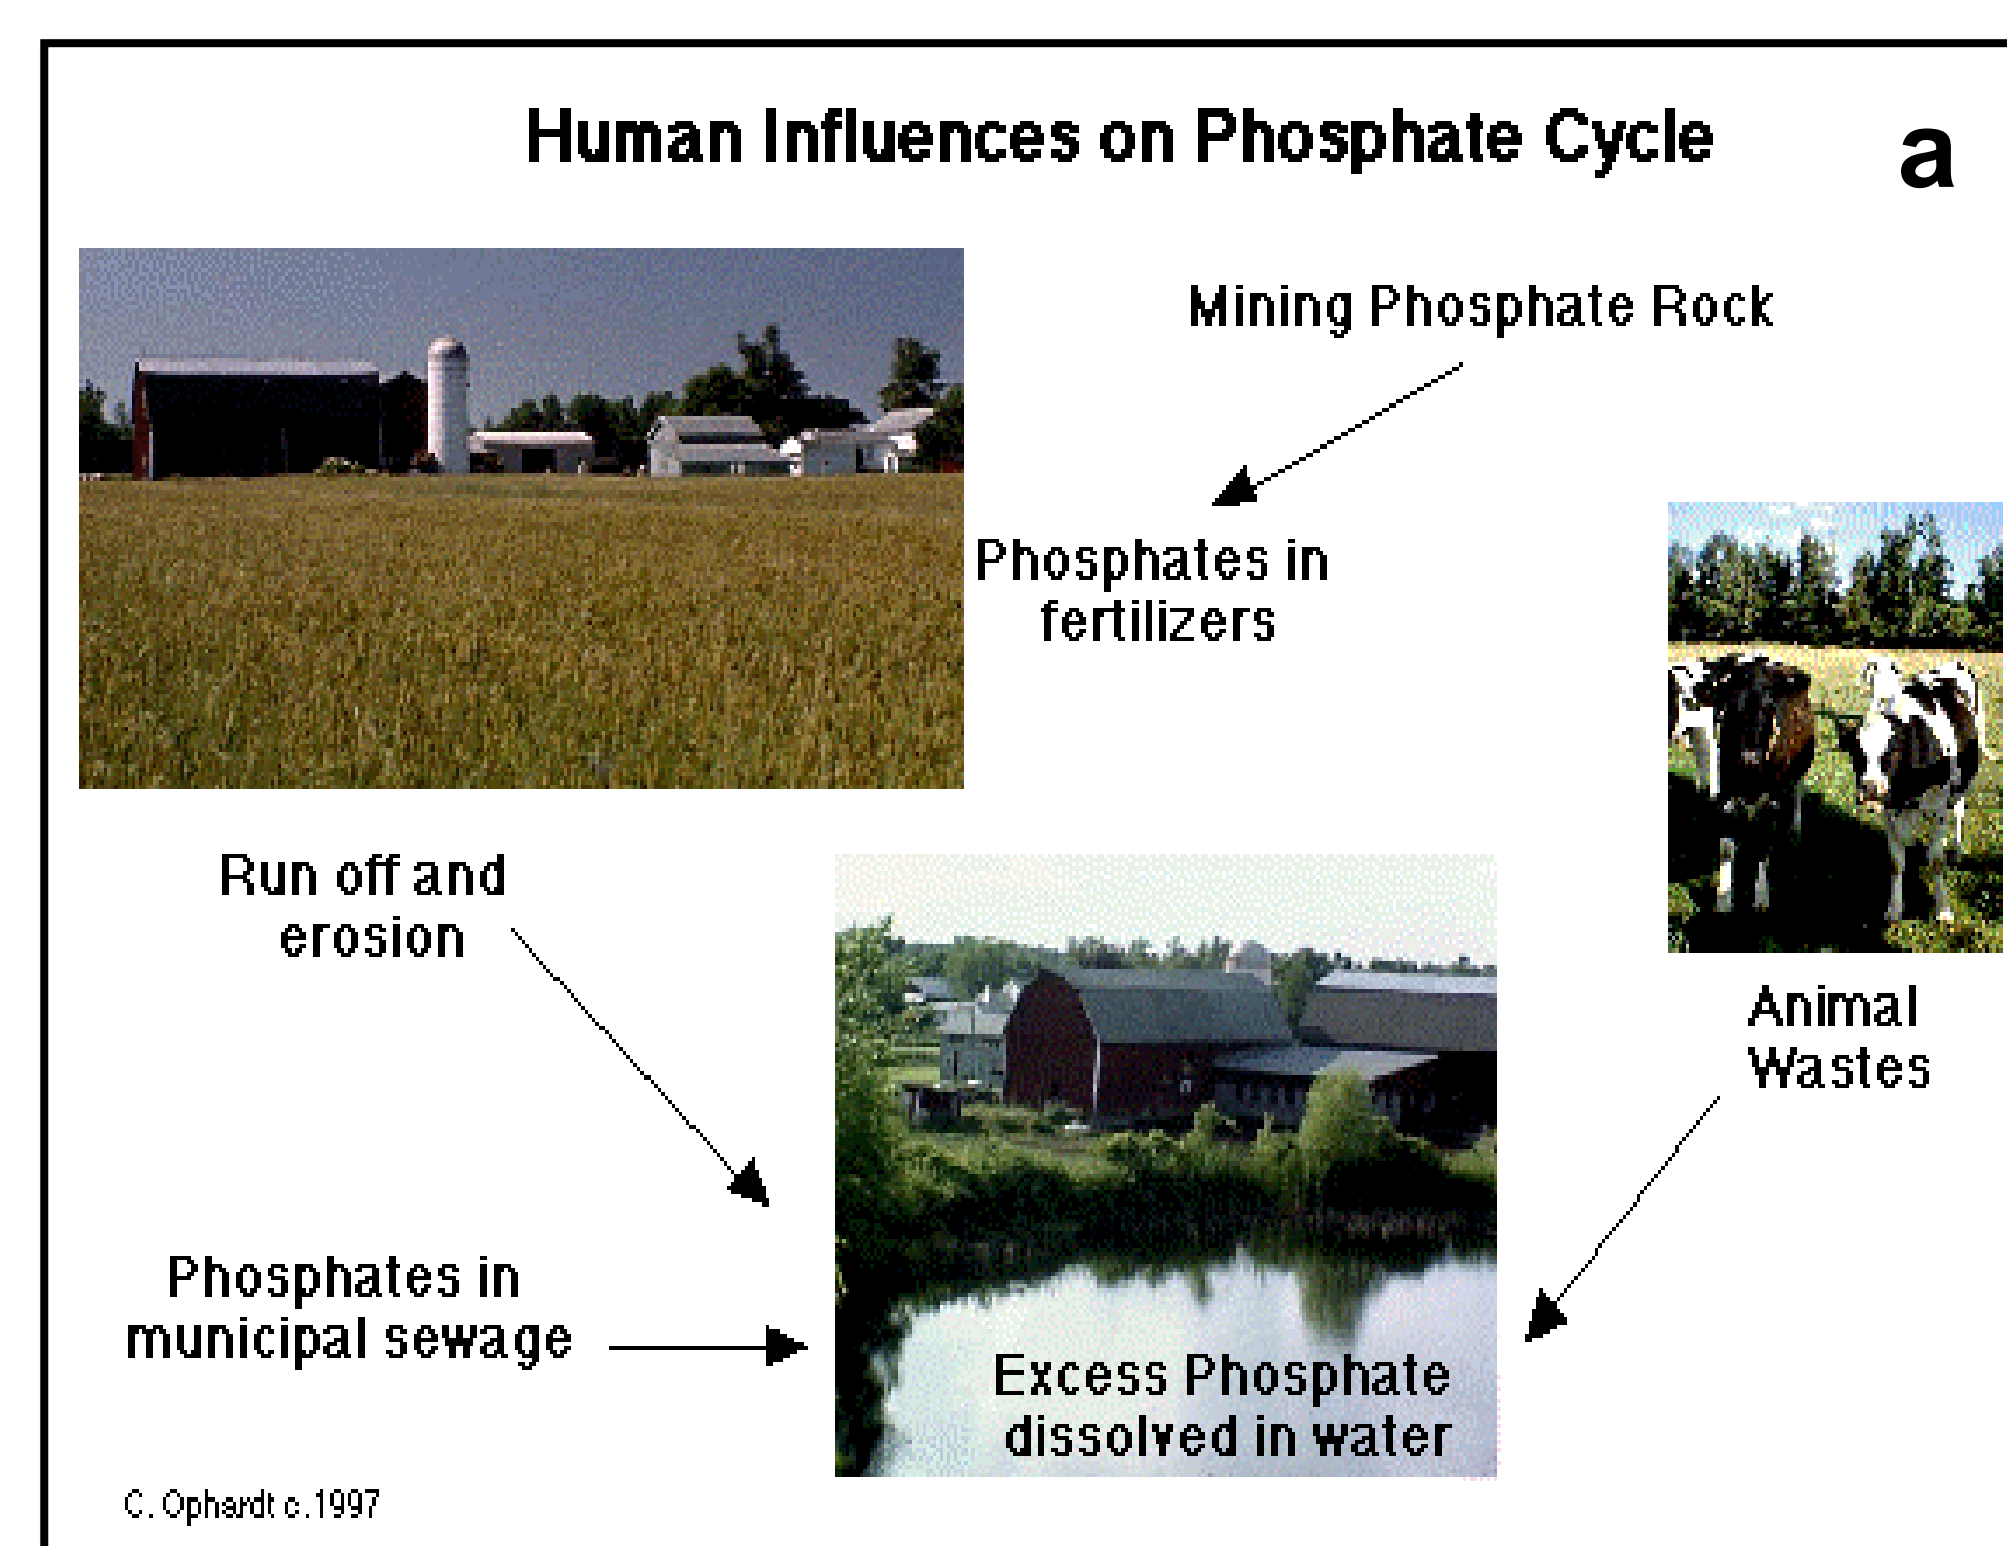 Human Influences on Phosphate Cycle
a
Mining Phosphate Rock
Phosphates in
fertilizers
Run off and
erosion
Animal
Wastes
Phosphates in
municipal sewage
Excess Phosphate
dissolved in water
C. Ophardt c.1997